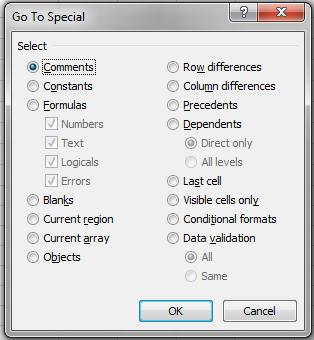 Go To Special
?
Select
Comments
Constants
Formulas
Numbers
Text
Logicals
Errors
Blanks
Current region
Current array
Objects
Row differences
Column differences
Precedents
Dependents
Direct only
All levels
Last cell
Visible cells only
Conditional formats
Data validation
All
Same
OK
Cancel